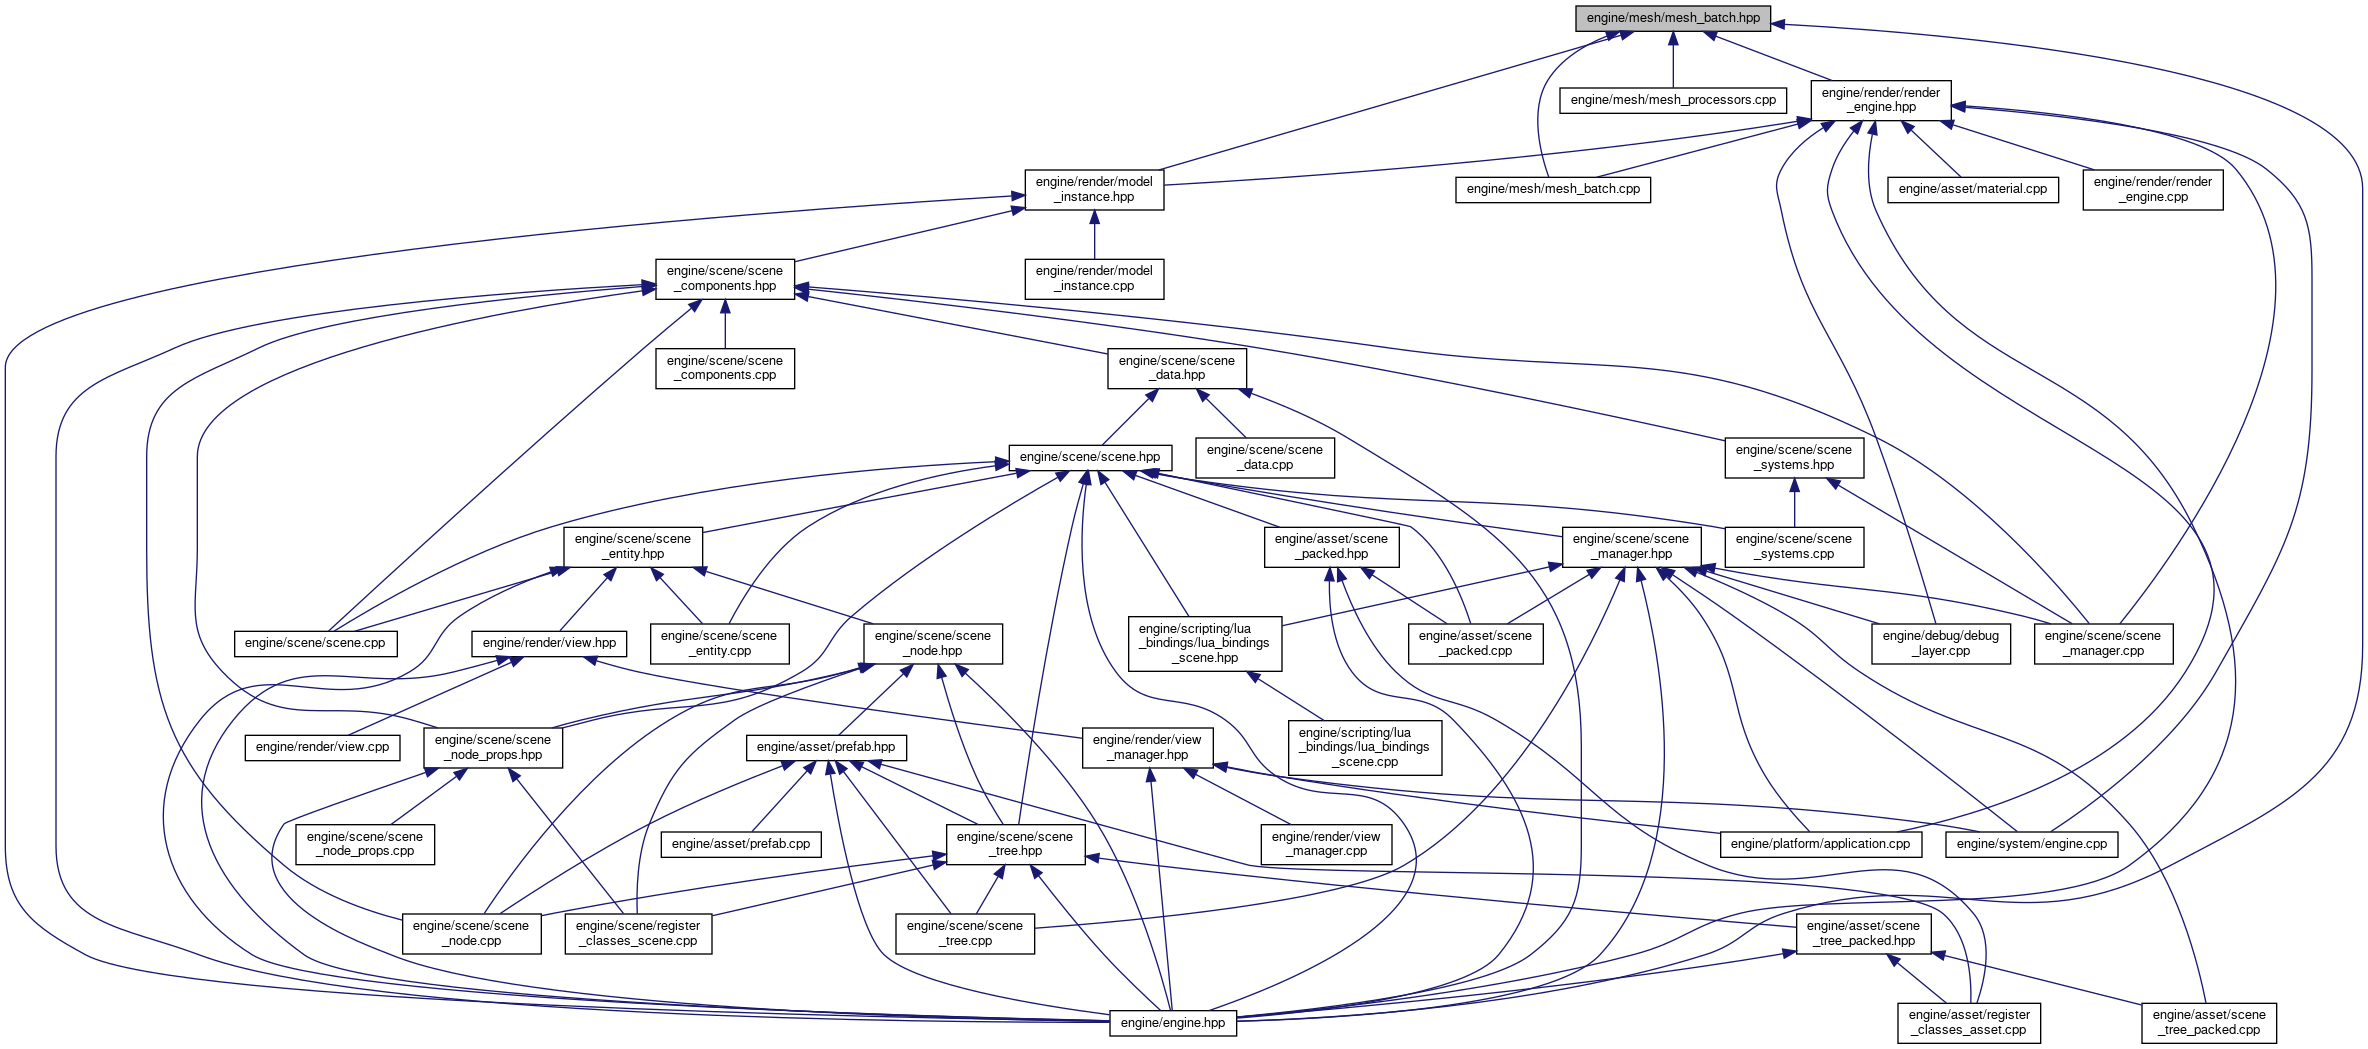 engine/mesh/mesh_batch.hpp
engine/mesh/mesh_processors.cpp
engine/render/render
_engine.hpp
engine/render/model
_instance.hpp
engine/mesh/mesh_batch.cpp
engine/asset/material.cpp
engine/render/render
_engine.cpp
engine/scene/scene
_components.hpp
engine/render/model
_instance.cpp
engine/scene/scene
_components.cpp
engine/scene/scene
_data.hpp
engine/scene/scene.hpp
engine/scene/scene
_data.cpp
engine/scene/scene
_systems.hpp
engine/scene/scene
_entity.hpp
engine/asset/scene
_packed.hpp
engine/scene/scene
_manager.hpp
engine/scene/scene
_systems.cpp
engine/scene/scene.cpp
engine/render/view.hpp
engine/scene/scene
_entity.cpp
engine/scene/scene
_node.hpp
engine/scripting/lua
_bindings/lua_bindings
_scene.hpp
engine/asset/scene
_packed.cpp
engine/debug/debug
_layer.cpp
engine/scene/scene
_manager.cpp
engine/render/view.cpp
engine/scene/scene
_node_props.hpp
engine/asset/prefab.hpp
engine/render/view
_manager.hpp
engine/scripting/lua
_bindings/lua_bindings
_scene.cpp
engine/scene/scene
_node_props.cpp
engine/asset/prefab.cpp
engine/scene/scene
_tree.hpp
engine/render/view
_manager.cpp
engine/platform/application.cpp
engine/system/engine.cpp
engine/scene/scene
_node.cpp
engine/scene/register
_classes_scene.cpp
engine/scene/scene
_tree.cpp
engine/asset/scene
_tree_packed.hpp
engine/engine.hpp
engine/asset/register
_classes_asset.cpp
engine/asset/scene
_tree_packed.cpp